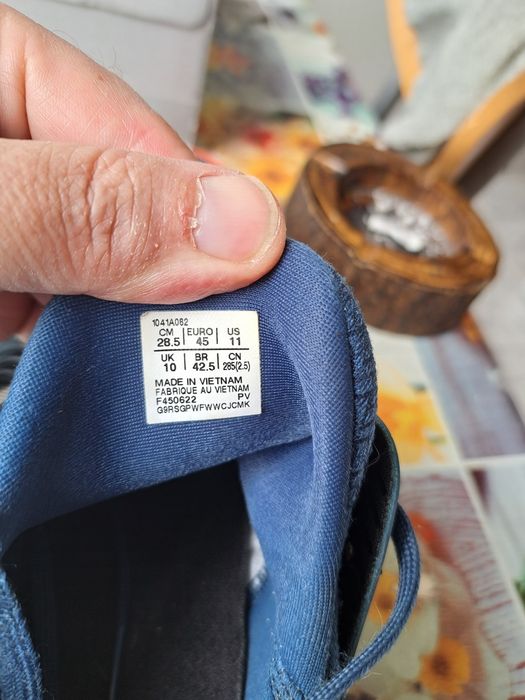 1041A082
CM EURO US
28.5 45 11
UK BR CN
10 42.5 285(2.5)
MADE IN VIETNAM
FABRIQUE AU VIETNAM
F450622 PV
G9RSGPWFWWCJCMK